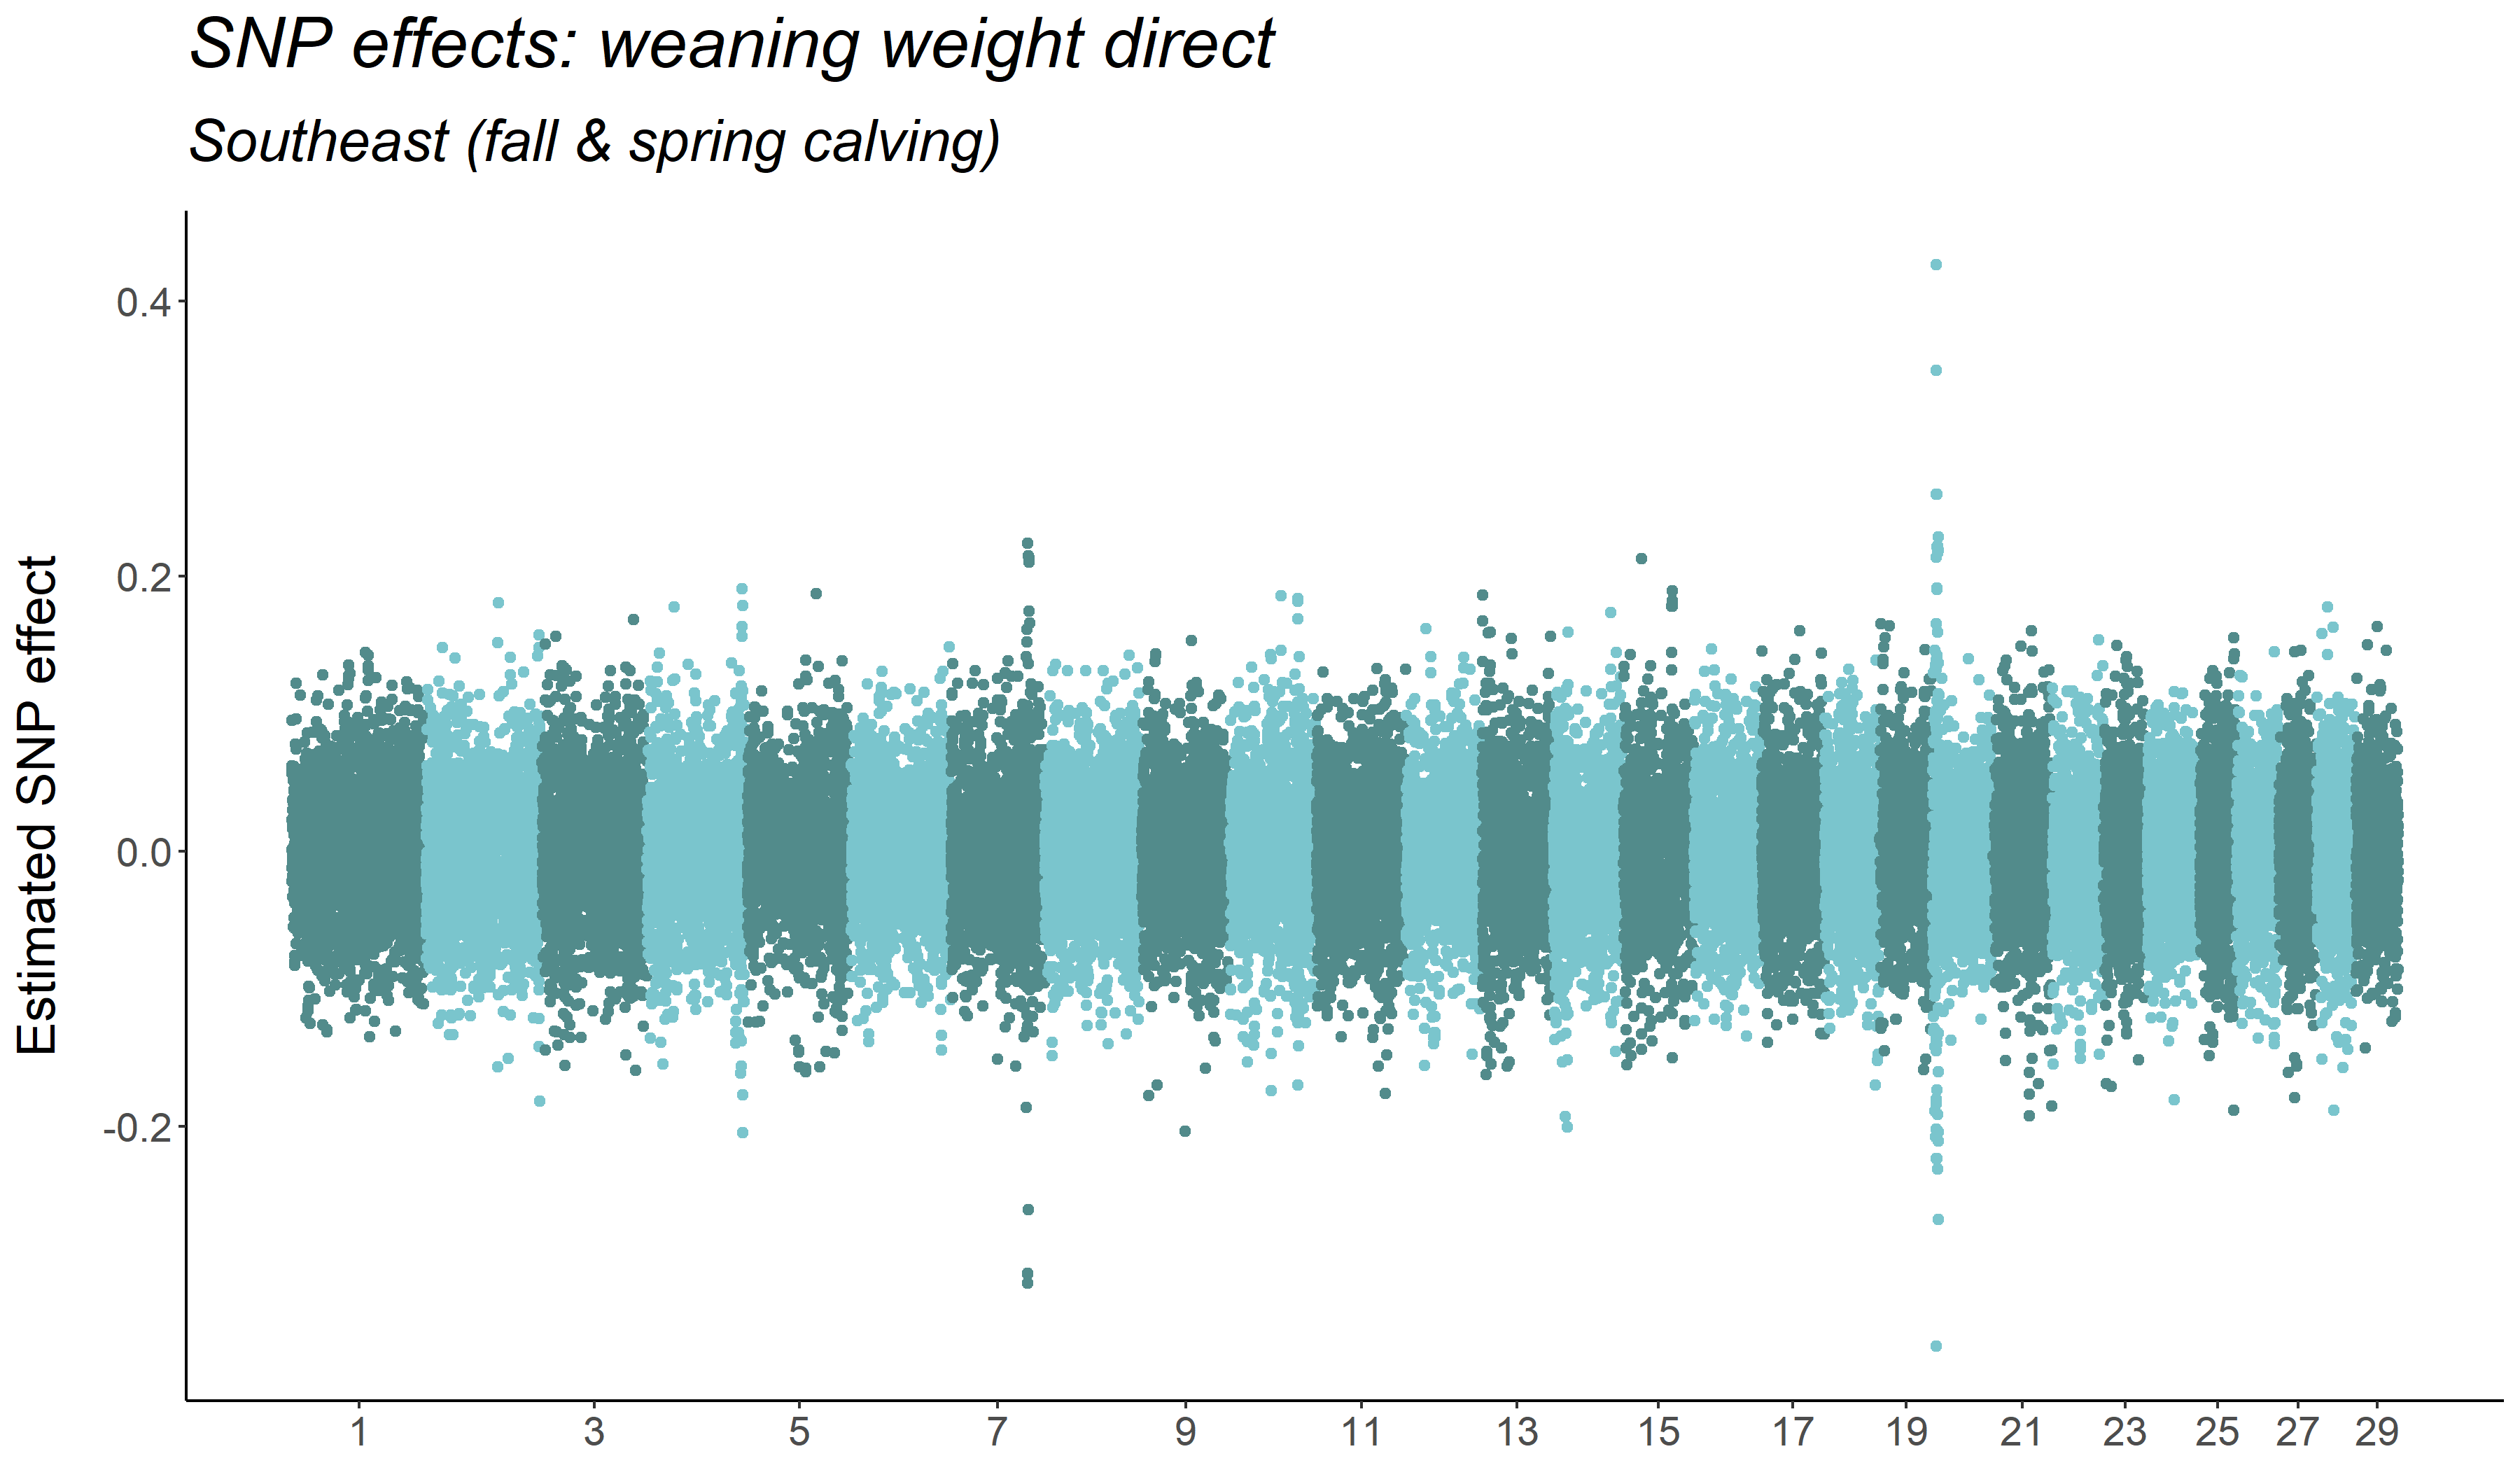 SNP effects: weaning weight direct
Southeast (fall & spring calving)
Estimated SNP effect
0.4
0.2
0.0
-0.2
1 3 5 7 9 11 13 15 17 19 21 23 25 27 29